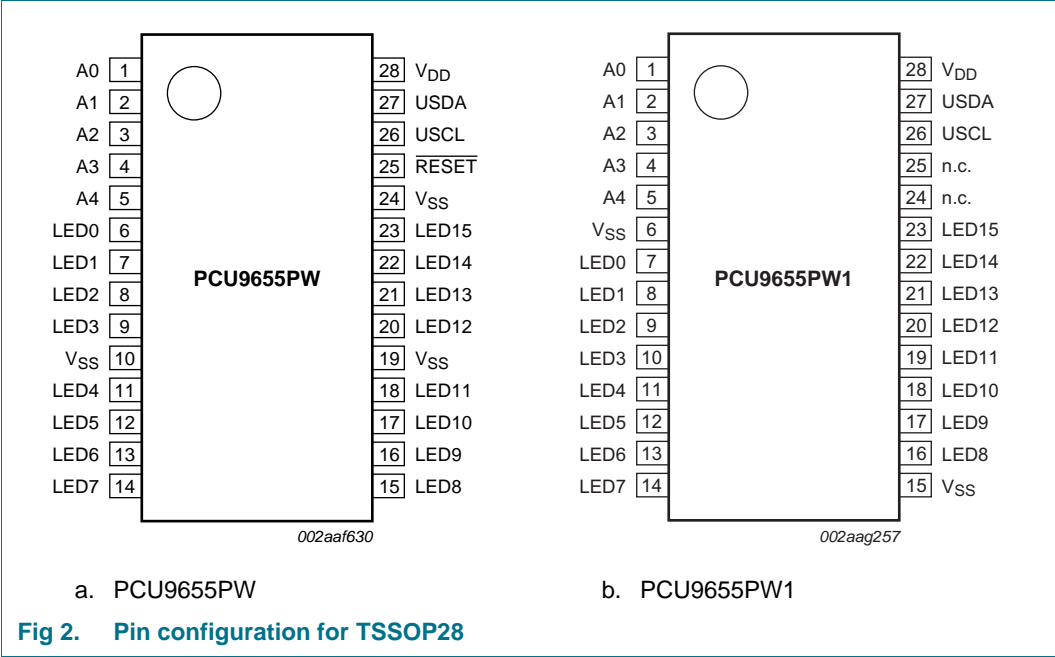 A0 1 28 VDD
A1 2 27 USDA
A2 3 26 USCL
A3 4 25 RESET
A4 5 24 VSS
LED0 6 23 LED15
LED1 7 22 LED14
PCU9655PW
LED2 8 21 LED13
LED3 9 20 LED12
VSS 10 19 VSS
LED4 11 18 LED11
LED5 12 17 LED10
LED6 13 16 LED9
LED7 14 15 LED8
002aaf630
a. PCU9655PW
A0 1 28 VDD
A1 2 27 USDA
A2 3 26 USCL
A3 4 25 n.c.
A4 5 24 n.c.
VSS 6 23 LED15
LED0 7 22 LED14
PCU9655PW1
LED1 8 21 LED13
LED2 9 20 LED12
LED3 10 19 LED11
LED4 11 18 LED10
LED5 12 17 LED9
LED6 13 16 LED8
LED7 14 15 VSS
002aag257
b. PCU9655PW1
Fig 2. Pin configuration for TSSOP28